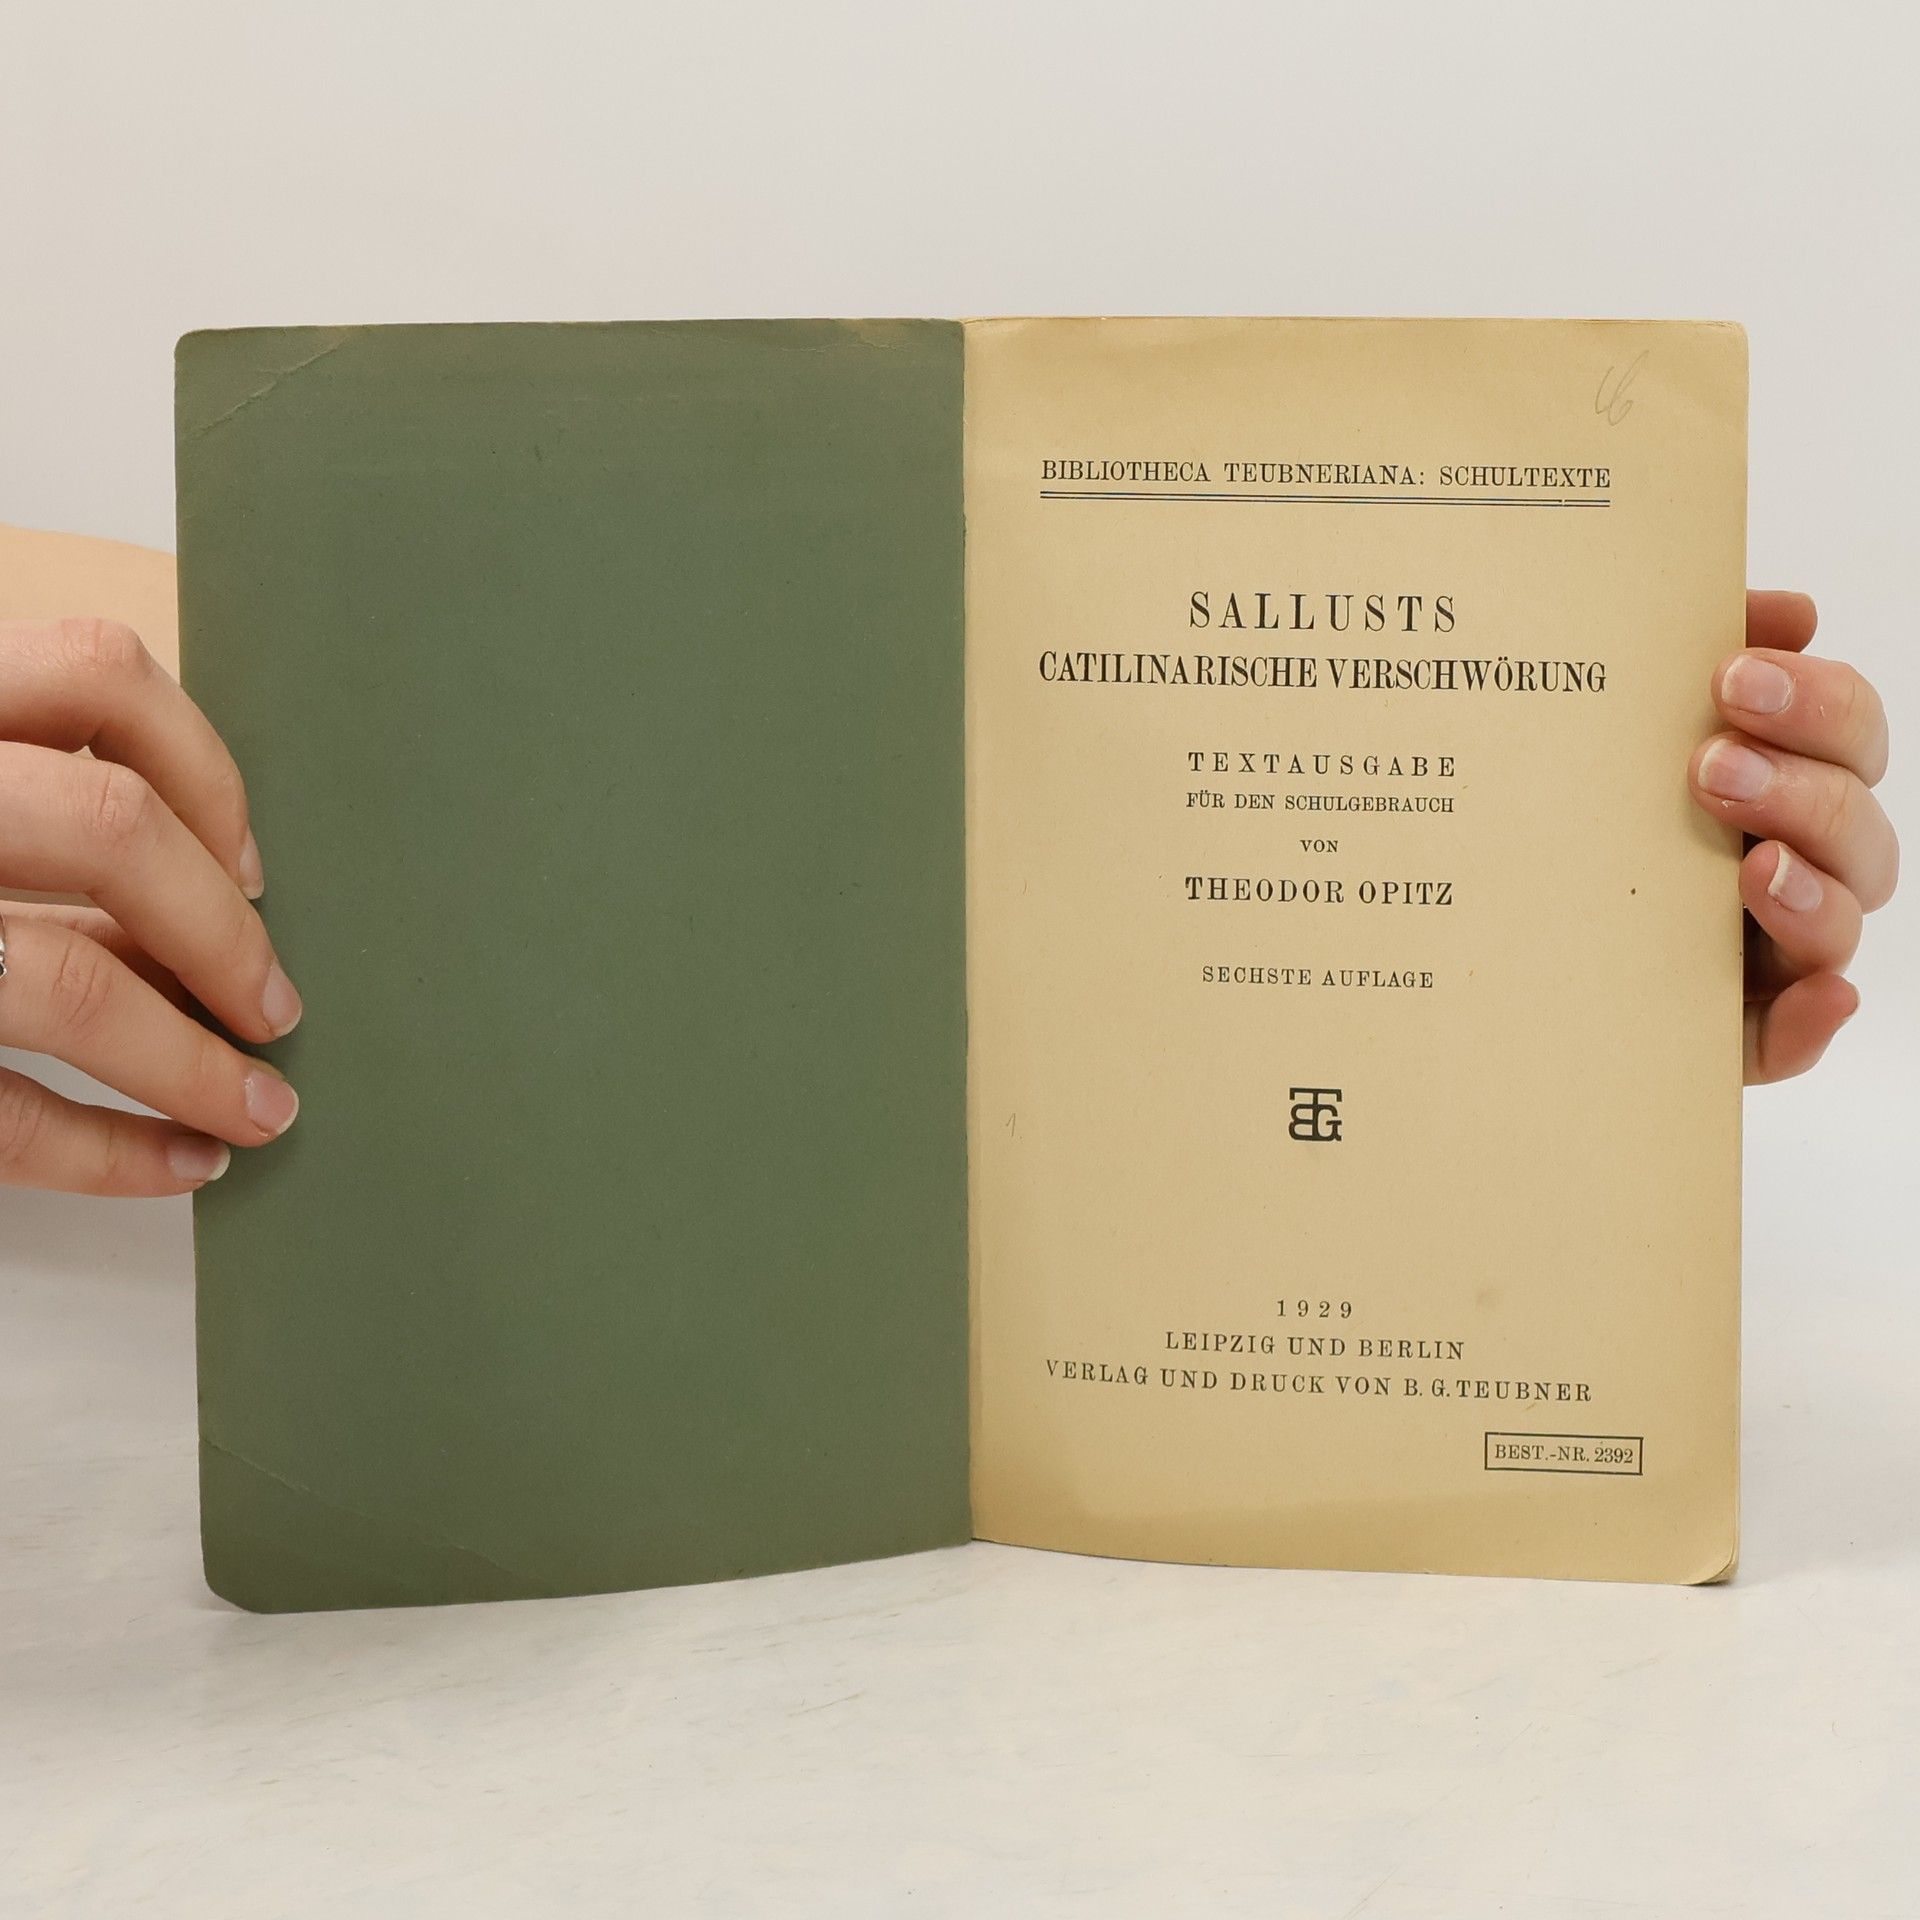 BIBLIOTHECA TEUBNERIANA: SCHULTEXTE
SALLUSTS
CATILINARISCHE VERSCHWÖRUNG
TEXTAUSGABE
FÜR DEN SCHULGEBRAUCH
VON
THEODOR OPITZ
SECHSTE AUFLAGE
BTG
1929
LEIPZIG UND BERLIN
VERLAG UND DRUCK VON B. G. TEUBNER
BEST.-NR. 2392